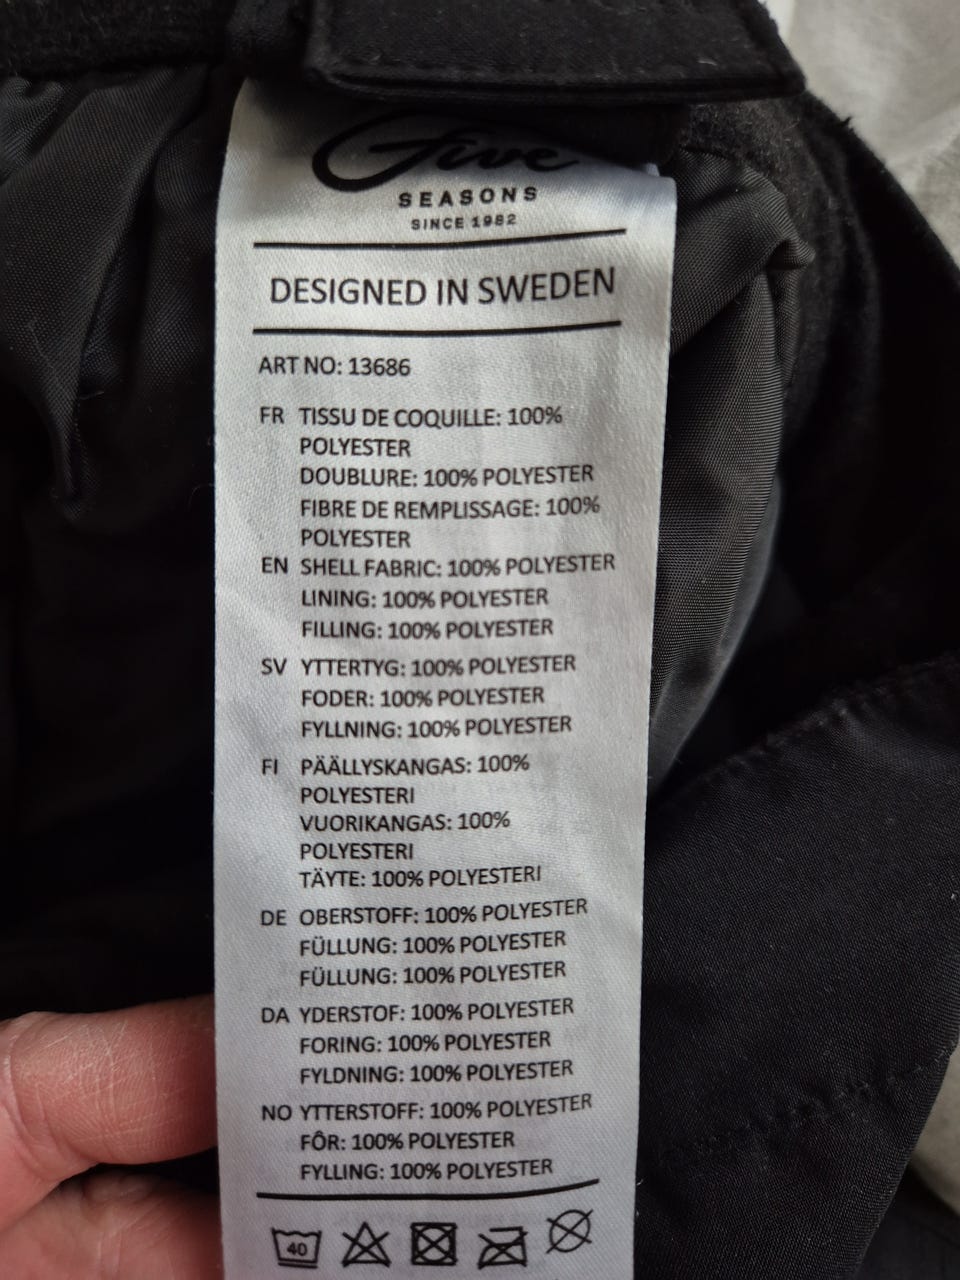 Five
SEASONS
SINCE 1982
DESIGNED IN SWEDEN
ART NO: 13686
FR TISSU DE COQUILLE: 100%
POLYESTER
DOUBLURE: 100% POLYESTER
FIBRE DE REMPLISSAGE: 100%
POLYESTER
EN SHELL FABRIC: 100% POLYESTER
LINING: 100% POLYESTER
FILLING: 100% POLYESTER
SV YTTERTYG: 100% POLYESTER
FODER: 100% POLYESTER
FYLLNING: 100% POLYESTER
FI PÄÄLLYSKANGAS: 100%
POLYESTERI
VUORIKANGAS: 100%
POLYESTERI
TÄYTE: 100% POLYESTERI
DE OBERSTOFF: 100% POLYESTER
FÜLLUNG: 100% POLYESTER
FÜLLUNG: 100% POLYESTER
DA YDERSTOF: 100% POLYESTER
FORING: 100% POLYESTER
FYLDNING: 100% POLYESTER
NO YTTERSTOFF: 100% POLYESTER
FÔR: 100% POLYESTER
FYLLING: 100% POLYESTER
40